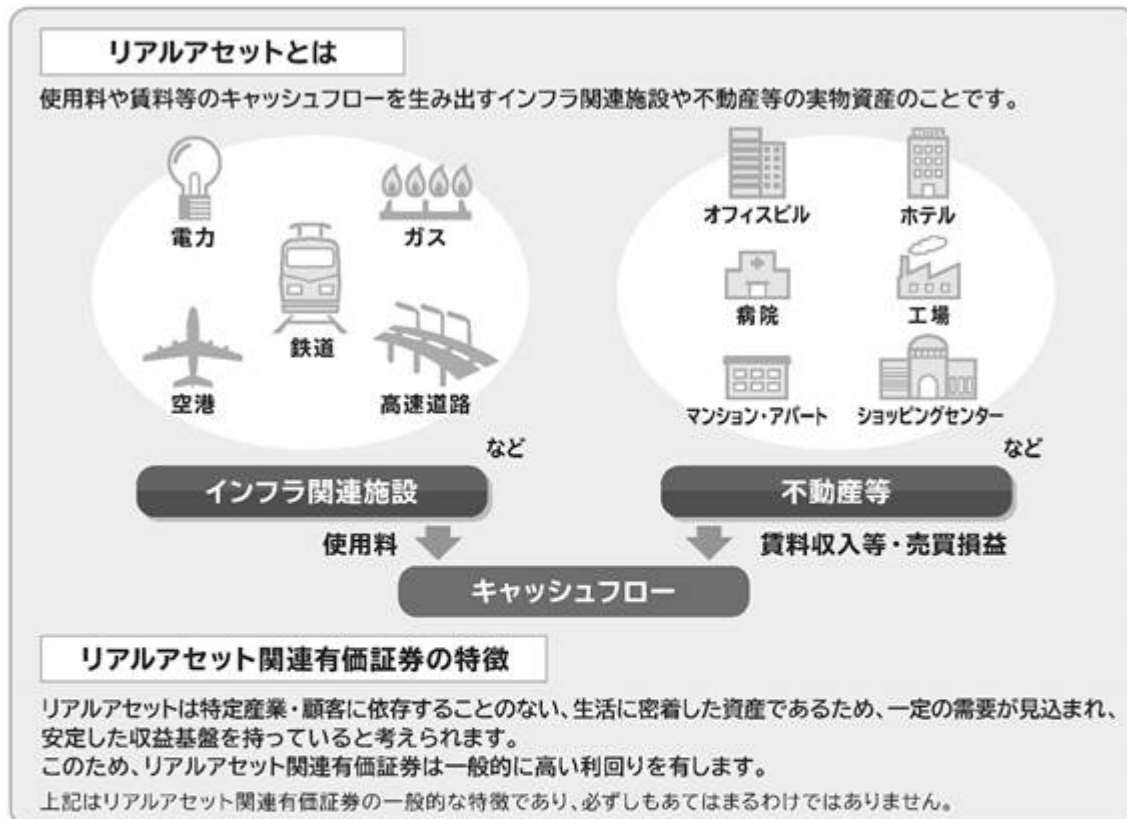 リアルアセットとは
使用料や賃料等のキャッシュフローを生み出すインフラ関連施設や不動産等の実物資産のことです。
電力
ガス
鉄道
空港
高速道路
など
インフラ関連施設
オフィスビル
ホテル
病院
工場
マンション・アパート
ショッピングセンター
など
不動産等
使用料
賃料収入等・売買損益
キャッシュフロー
リアルアセット関連有価証券の特徴
リアルアセットは特定産業・顧客に依存することのない、生活に密着した資産であるため、一定の需要が見込まれ、
安定した収益基盤を持っていると考えられます。
このため、リアルアセット関連有価証券は一般的に高い利回りを有します。
上記はリアルアセット関連有価証券の一般的な特徴であり、必ずしもあてはまるわけではありません。